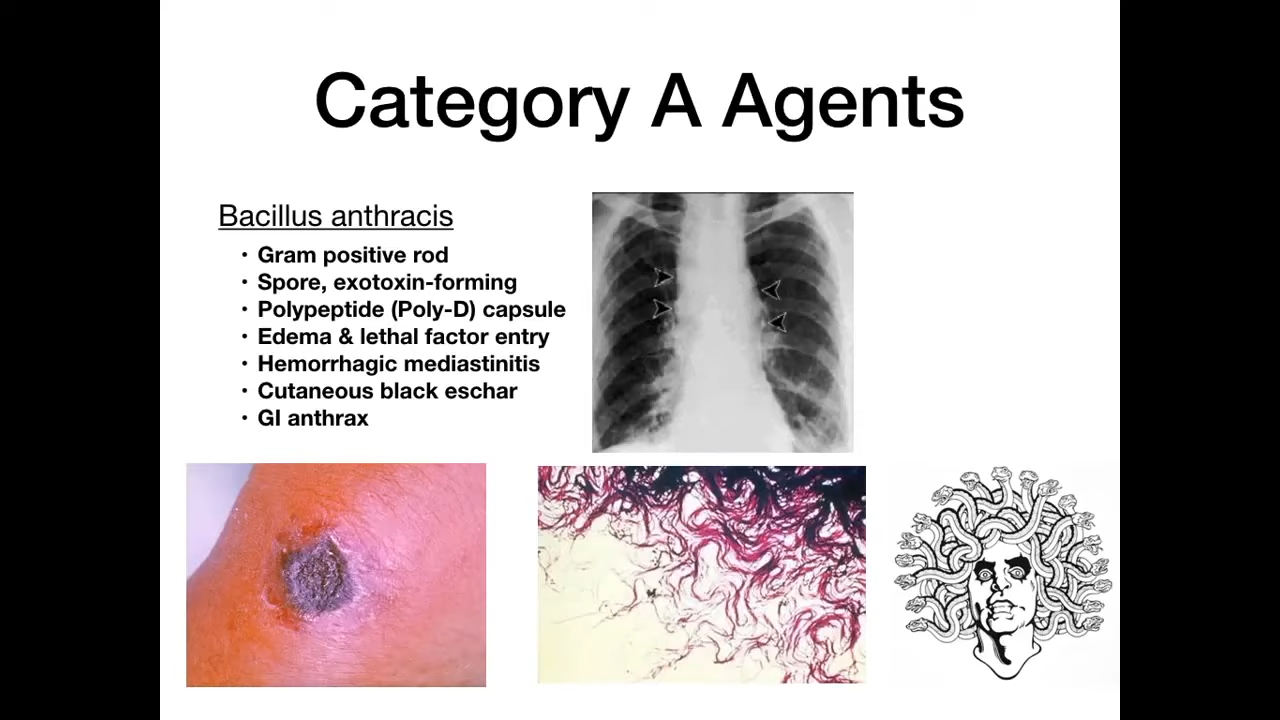 Category A Agents
Bacillus anthracis
• Gram positive rod
• Spore, exotoxin-forming
• Polypeptide (Poly-D) capsule
• Edema & lethal factor entry
• Hemorrhagic mediastinitis
• Cutaneous black eschar
• GI anthrax